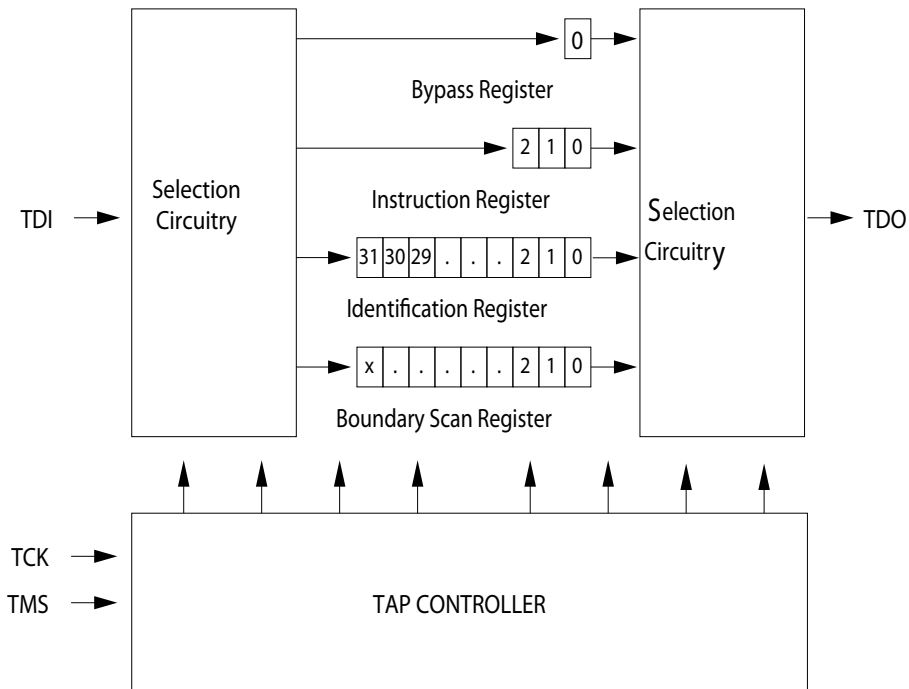 0
Bypass Register
2 1 0
Selection
Circuitry
TDI
Instruction Register
Selection
Circuitry
TDO
31 30 29 . . . 2 1 0
Identification Register
x . . . . . 2 1 0
Boundary Scan Register
TCK
TMS
TAP CONTROLLER